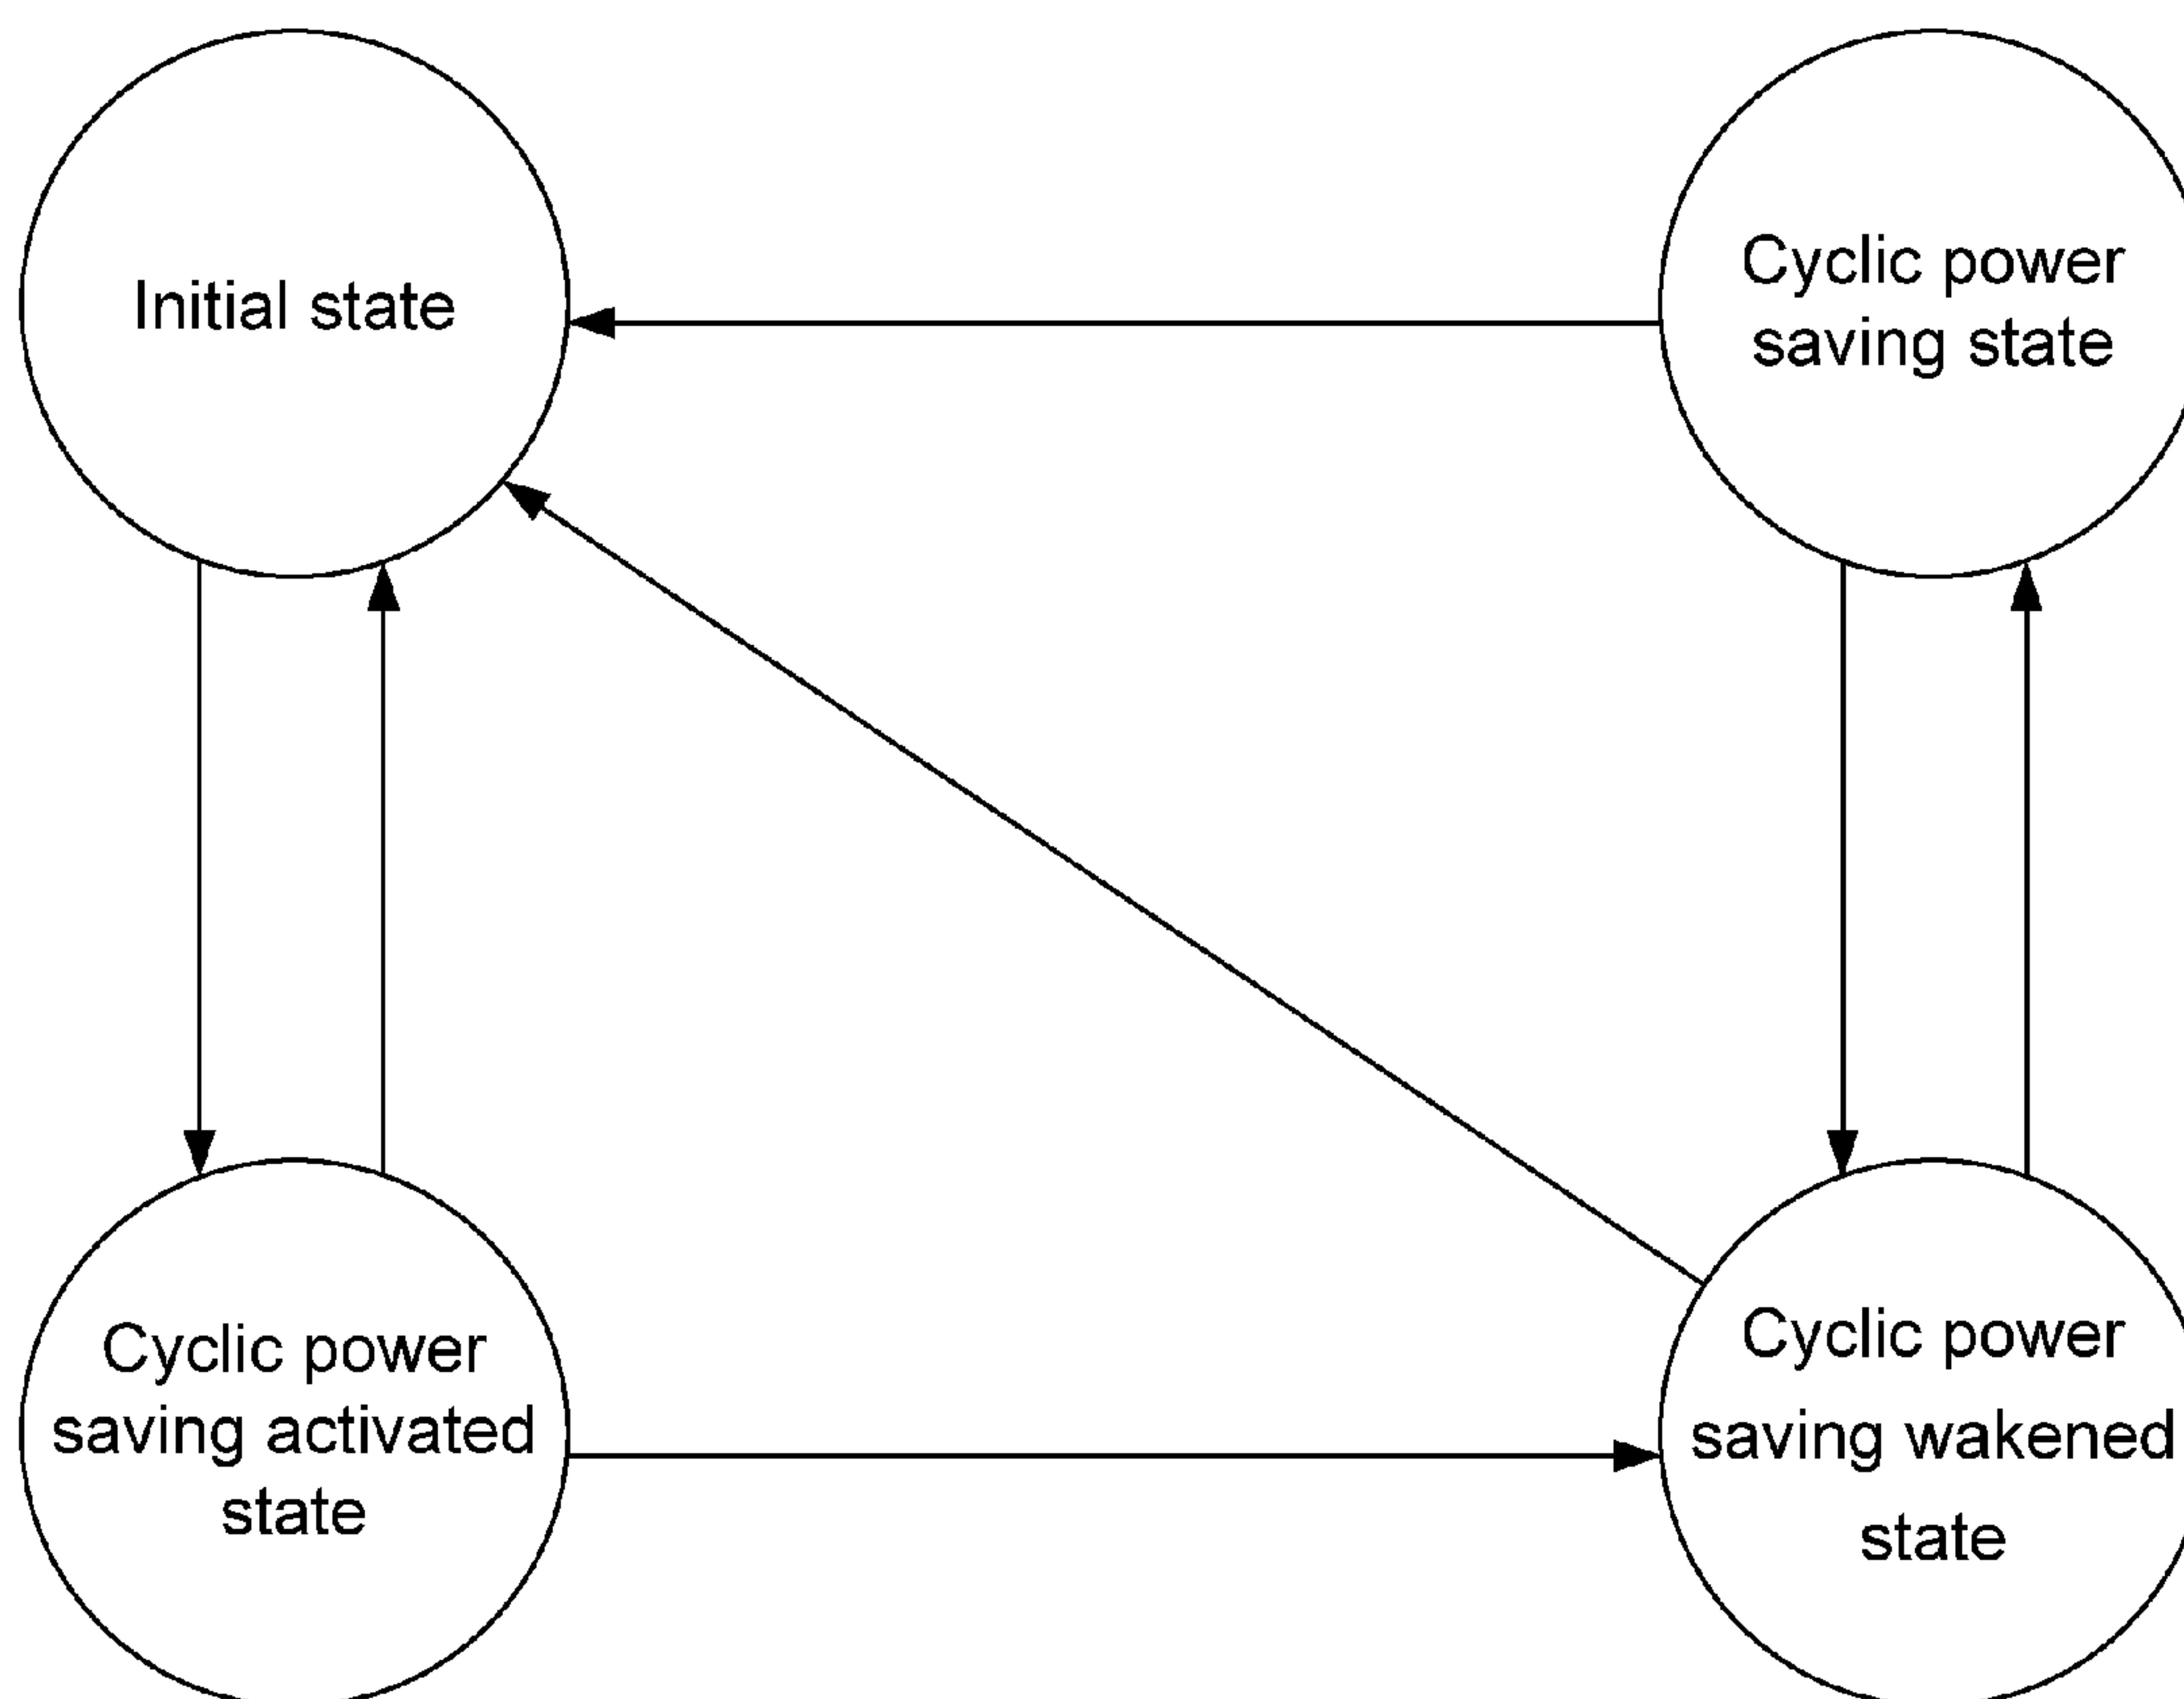 Initial state
Cyclic power
saving state
Cyclic power
saving activated
state
Cyclic power
saving wakened
state